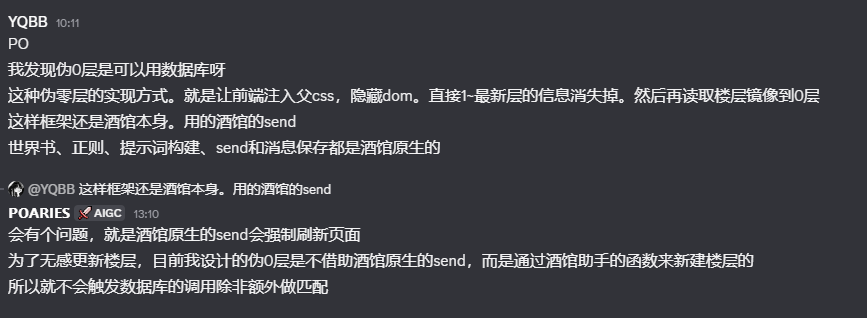 YQBB 10:11
PO
我发现伪0层是可以用数据库呀
这种伪零层的实现方式。就是让前端注入父css，隐藏dom。直接1~最新层的信息消失掉。然后再读取楼层镜像到0层
这样框架还是酒馆本身。用的酒馆的send
世界书、正则、提示词构建、send和消息保存都是酒馆原生的
@YQBB 这样框架还是酒馆本身。用的酒馆的send
POARIES AIGC 13:10
会有个问题，就是酒馆原生的send会强制刷新页面
为了无感更新楼层，目前我设计的伪0层是不借助酒馆原生的send，而是通过酒馆助手的函数来新建楼层的
所以就不会触发数据库的调用除非额外做匹配